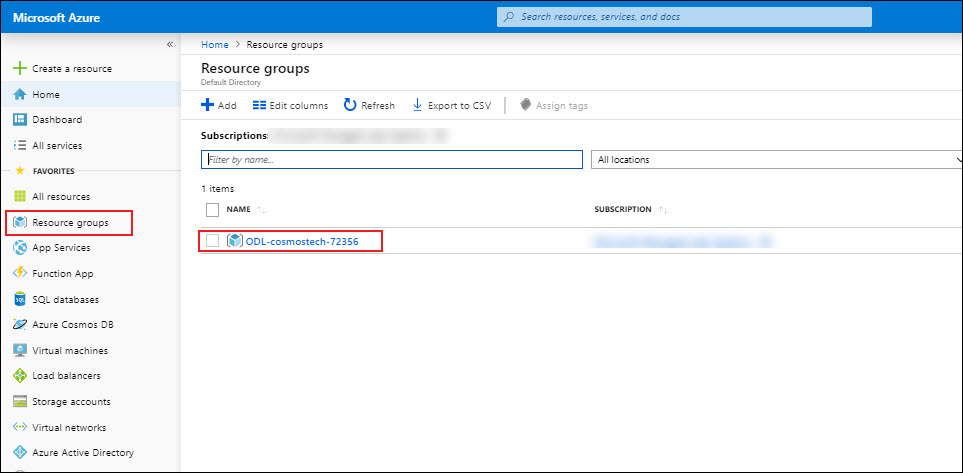 Microsoft Azure
Search resources, services, and docs
«
Create a resource
Home
Dashboard
All services
FAVORITES
All resources
Resource groups
App Services
Function App
SQL databases
Azure Cosmos DB
Virtual machines
Load balancers
Storage accounts
Virtual networks
Azure Active Directory
Home > Resource groups
Resource groups
Default Directory
Add Edit columns Refresh Export to CSV Assign tags
Subscriptions:
Filter by name... All locations
1 items
NAME SUBSCRIPTION
ODL-cosmostech-72356